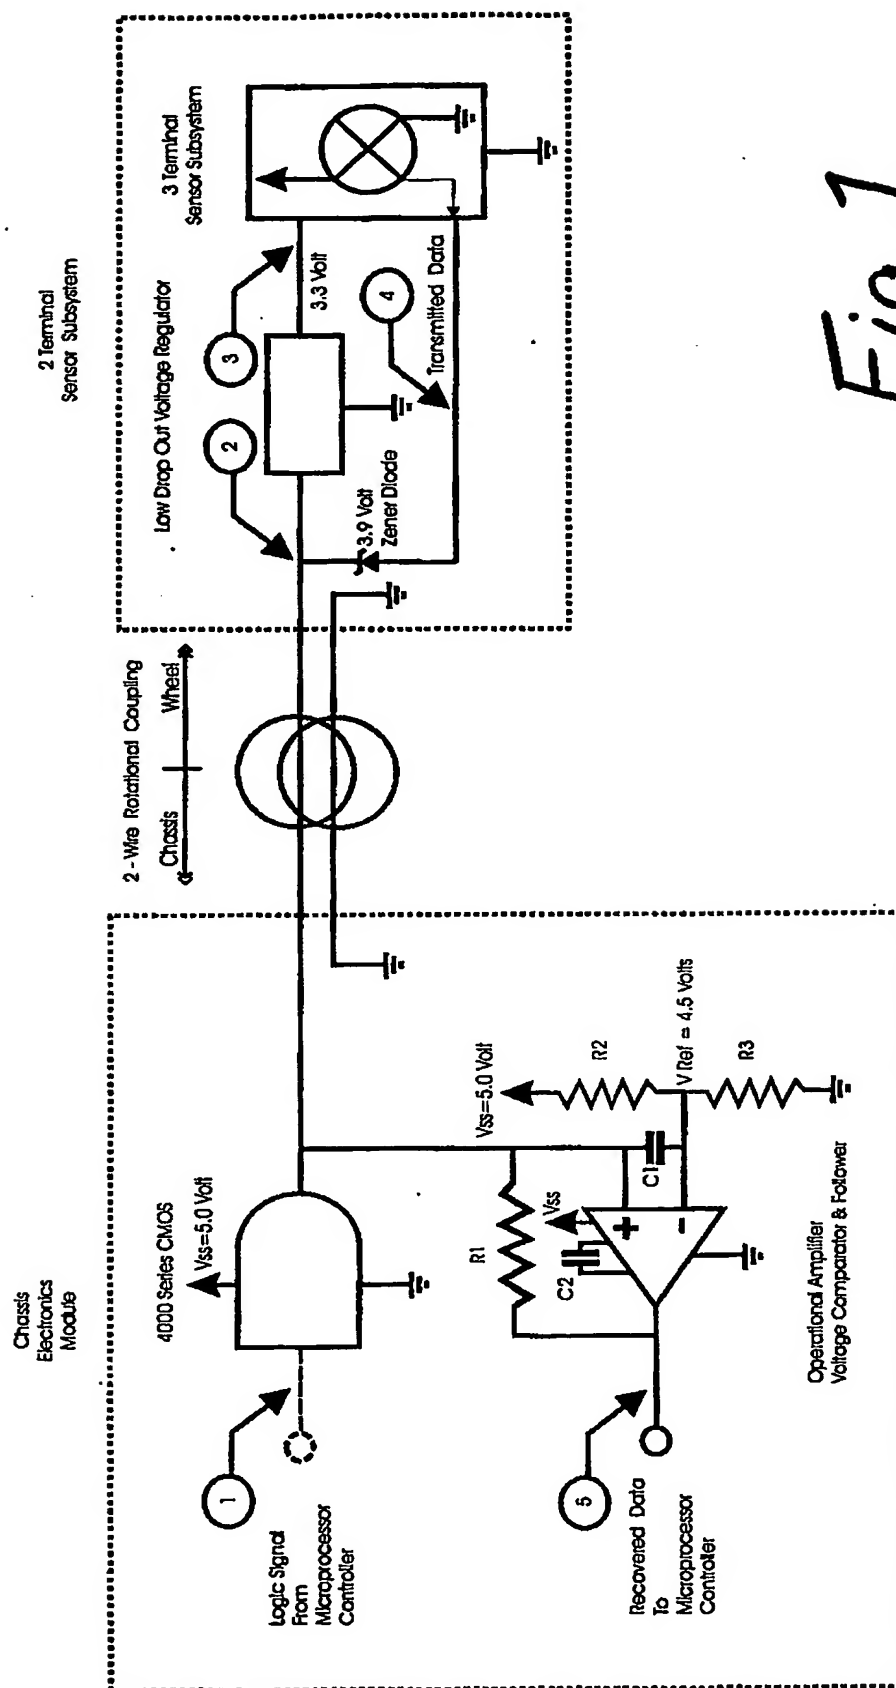 Chassis
Electronics
Module
2 Terminal
Sensor Subsystem
2 - Wire Rotational Coupling
Chassis
Wheel
4000 Series CMOS
Vss=5.0 Volt
1
Logic Signal
From
Microprocessor
Controller
Low Drop Out Voltage Regulator
2
3
3.3 Volt
3 Terminal
Sensor Subsystem
3.9 Volt
Zener Diode
4
Transmitted Data
Vss=5.0 Volt
R2
V Ref = 4.5 Volts
R3
R1
Vss
C2
C1
+
-
5
Recovered Data
To
Microprocessor
Controller
Operational Amplifier
Voltage Comparator & Follower
Fig 1